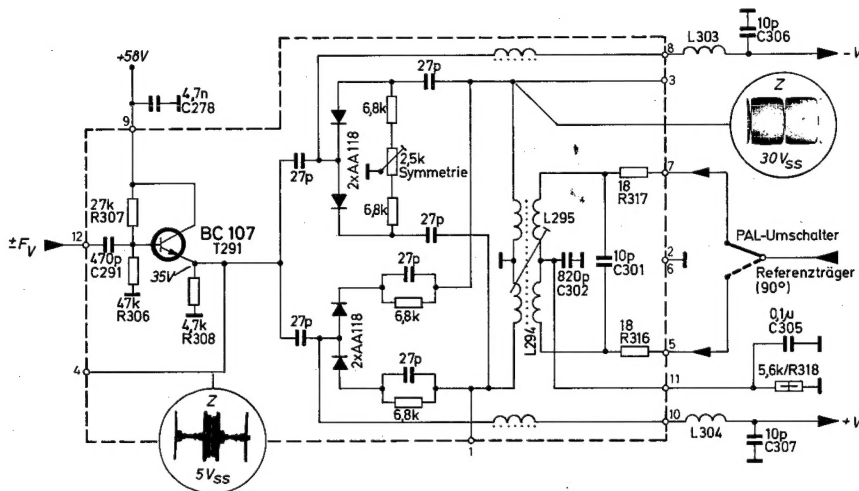 +58V
4,7n
C278
9
27k
R307
12
±FV
470p
C291
35V
47k
R306
4,7k
R308
BC 107
T291
4
Z
5VSS
27p
27p
2xAA118
6,8k
2,5k
Symmetrie
6,8k
27p
27p
2xAA118
27p
6,8k
27p
6,8k
1
L295
L294
820p
C302
10p
C301
18
R317
18
R316
8
3
7
2
6
5
11
10
L303
10p
C306
-V
Z
30VSS
PAL-Umschalter
Referenzträger
(90°)
0,1µ
C305
5,6k/R318
L304
+V
10p
C307